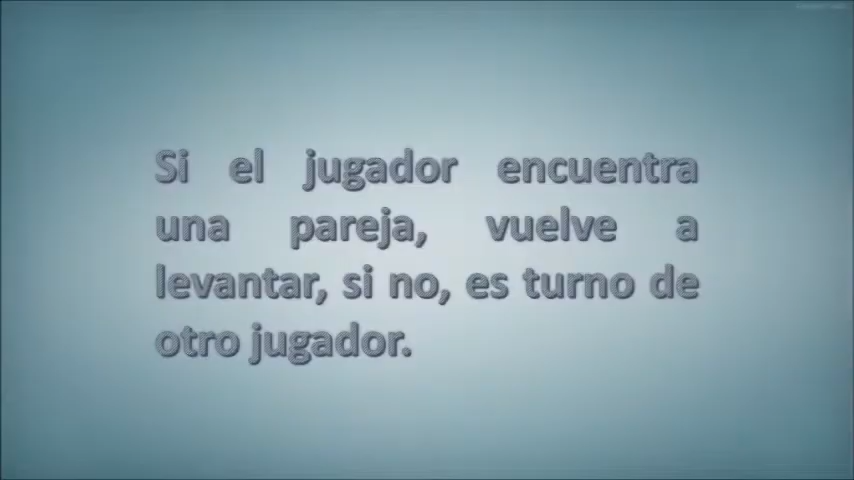 Si el jugador encuentra
una pareja, vuelve a
levantar, si no, es turno de
otro jugador.